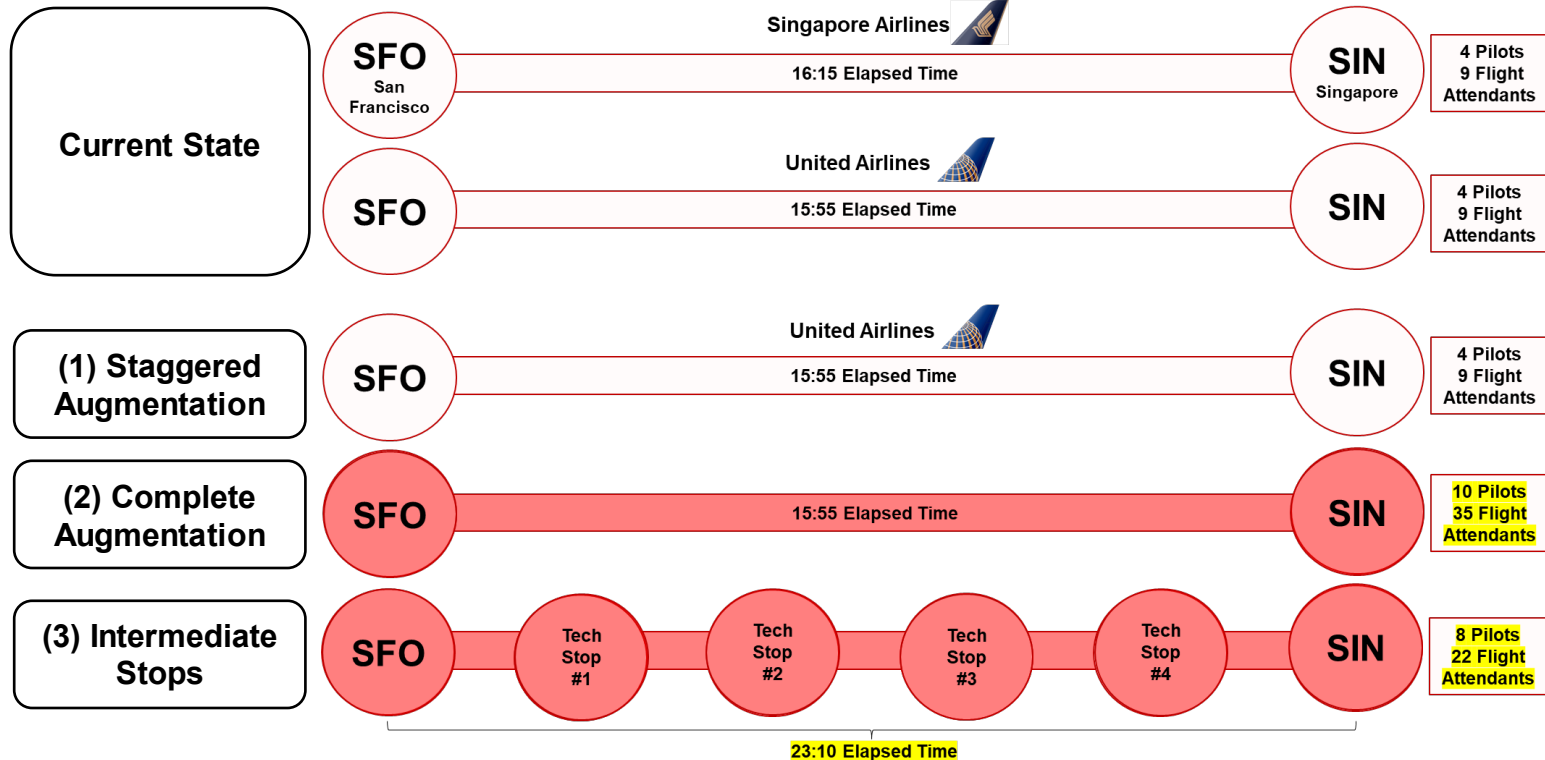 Current State
Singapore Airlines
SFO
San
Francisco
16:15 Elapsed Time
SIN
Singapore
4 Pilots
9 Flight
Attendants
United Airlines
SFO
15:55 Elapsed Time
SIN
4 Pilots
9 Flight
Attendants
(1) Staggered
Augmentation
United Airlines
SFO
15:55 Elapsed Time
SIN
4 Pilots
9 Flight
Attendants
(2) Complete
Augmentation
SFO
15:55 Elapsed Time
SIN
10 Pilots
35 Flight
Attendants
(3) Intermediate
Stops
SFO
Tech
Stop
#1
Tech
Stop
#2
Tech
Stop
#3
Tech
Stop
#4
SIN
8 Pilots
22 Flight
Attendants
23:10 Elapsed Time